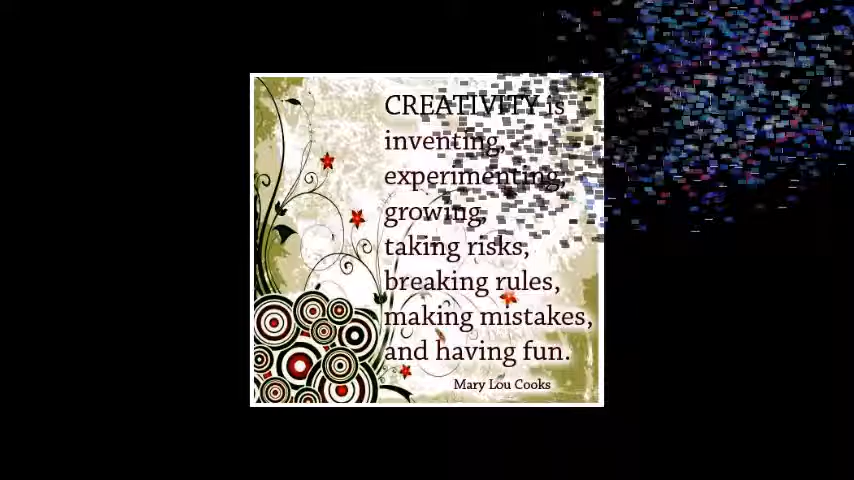 CREATIVITY is
inventing,
experimenting,
growing,
taking risks,
breaking rules,
making mistakes,
and having fun.
Mary Lou Cooks